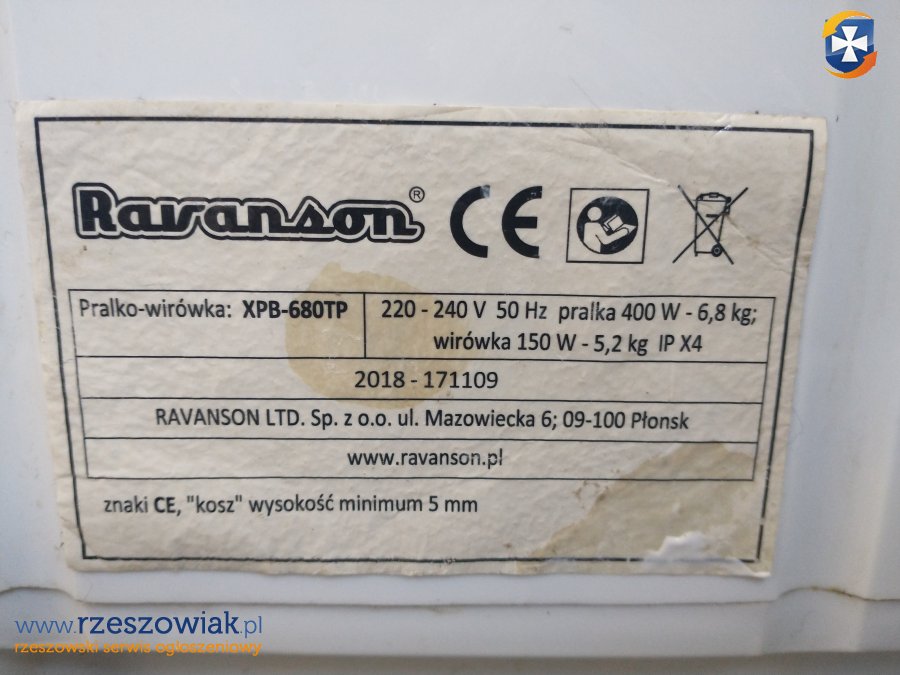 Ravanson® CE
Pralko-wirówka: XPB-680TP
220 - 240 V 50 Hz pralka 400 W - 6,8 kg;
wirówka 150 W - 5,2 kg IP X4
2018 - 171109
RAVANSON LTD. Sp. z o.o. ul. Mazowiecka 6; 09-100 Płonsk
www.ravanson.pl
znaki CE, "kosz" wysokość minimum 5 mm
www.rzeszowiak.pl
rzeszowski serwis ogłoszeniowy